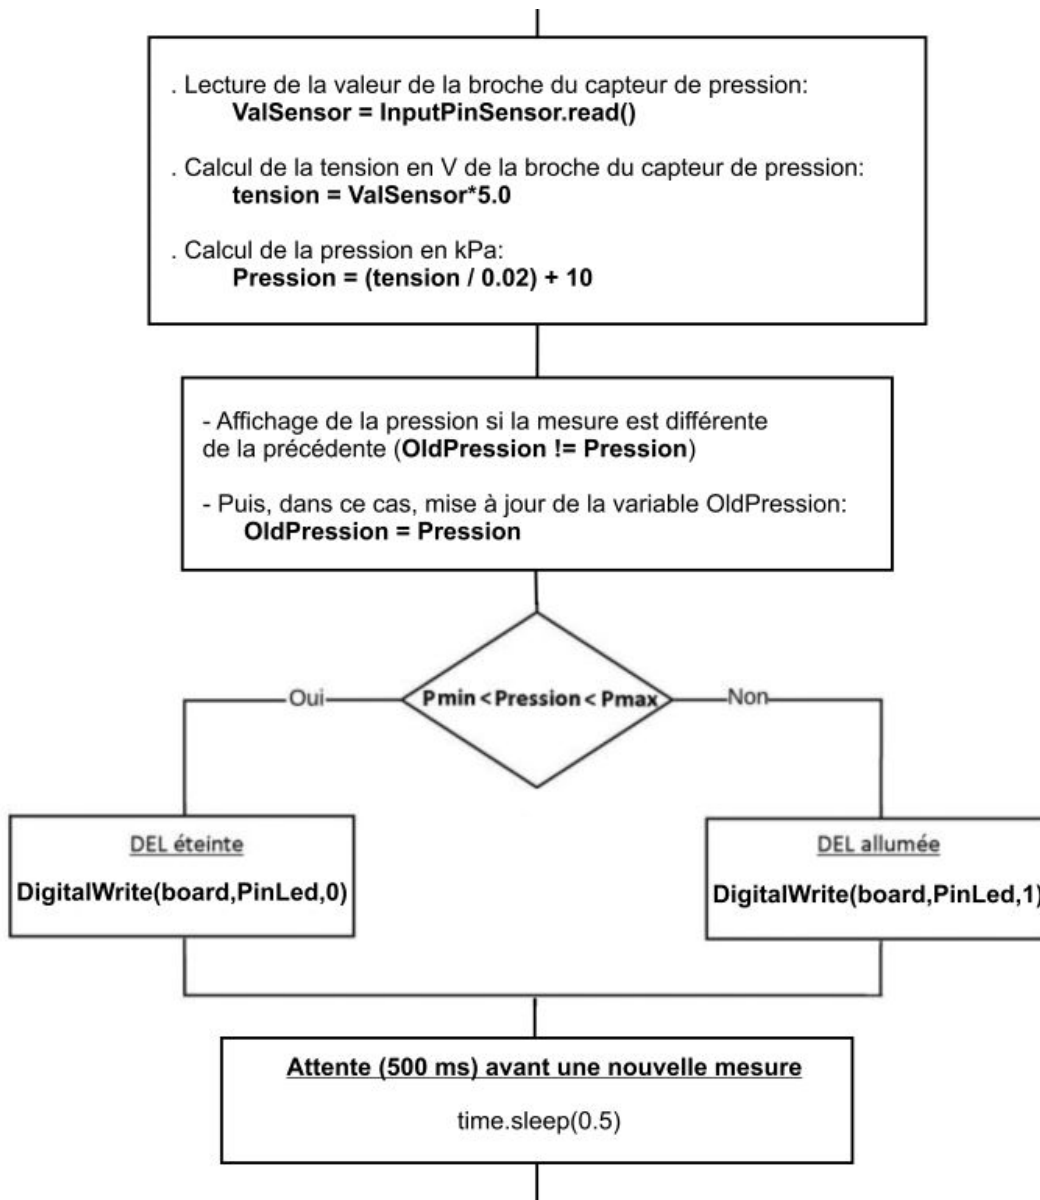 . Lecture de la valeur de la broche du capteur de pression:
ValSensor = InputPinSensor.read()
. Calcul de la tension en V de la broche du capteur de pression:
tension = ValSensor*5.0
. Calcul de la pression en kPa:
Pression = (tension / 0.02) + 10
- Affichage de la pression si la mesure est différente
de la précédente (OldPression != Pression)
- Puis, dans ce cas, mise à jour de la variable OldPression:
OldPression = Pression
Oui
Pmin < Pression < Pmax
Non
DEL éteinte
DigitalWrite(board,PinLed,0)
DEL allumée
DigitalWrite(board,PinLed,1)
Attente (500 ms) avant une nouvelle mesure
time.sleep(0.5)